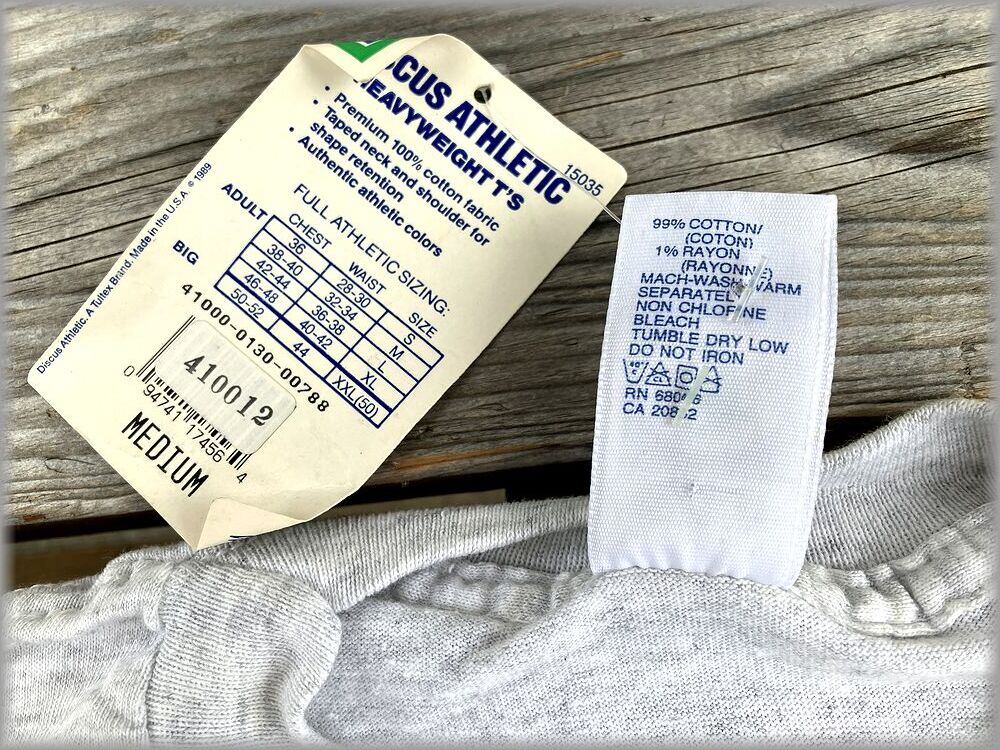 CUS ATHLETIC
HEAVYWEIGHT T'S
15035
• Premium 100% cotton fabric
• Taped neck and shoulder for
shape retention
• Authentic athletic colors
FULL ATHLETIC SIZING:
CHEST WAIST SIZE
ADULT 36 28-30 S
38-40 32-34 M
42-44 36-38 L
46-48 40-42 XL
BIG 50-52 44 XXL(50)
41000-0130-00788
410012
0 94741 17456 4
MEDIUM
Discus Athletic. A Tultex Brand. Made in the U.S.A. © 1989
99% COTTON/
(COTON)
1% RAYON
(RAYONNE)
MACH-WASH WARM
SEPARATELY
NON CHLORINE
BLEACH
TUMBLE DRY LOW
DO NOT IRON
RN
CA